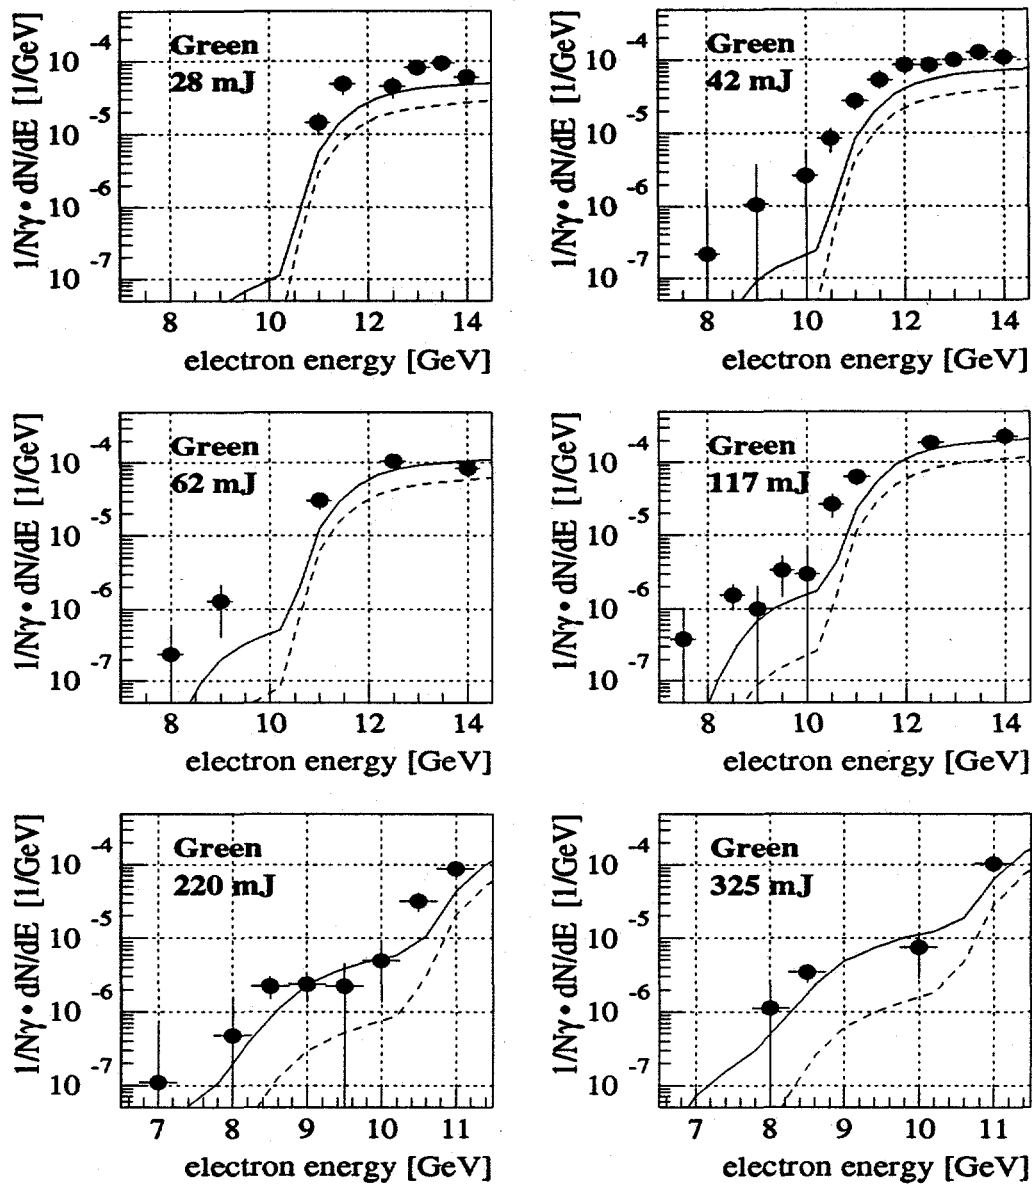 1/Nγ • dN/dE [1/GeV]
Green
28 mJ
10 -4
10 -5
10 -6
10 -7
8 10 12 14
electron energy [GeV]
1/Nγ • dN/dE [1/GeV]
Green
42 mJ
10 -4
10 -5
10 -6
10 -7
8 10 12 14
electron energy [GeV]
1/Nγ • dN/dE [1/GeV]
Green
62 mJ
10 -4
10 -5
10 -6
10 -7
8 10 12 14
electron energy [GeV]
1/Nγ • dN/dE [1/GeV]
Green
117 mJ
10 -4
10 -5
10 -6
10 -7
8 10 12 14
electron energy [GeV]
1/Nγ • dN/dE [1/GeV]
Green
220 mJ
10 -4
10 -5
10 -6
10 -7
7 8 9 10 11
electron energy [GeV]
1/Nγ • dN/dE [1/GeV]
Green
325 mJ
10 -4
10 -5
10 -6
10 -7
7 8 9 10 11
electron energy [GeV]